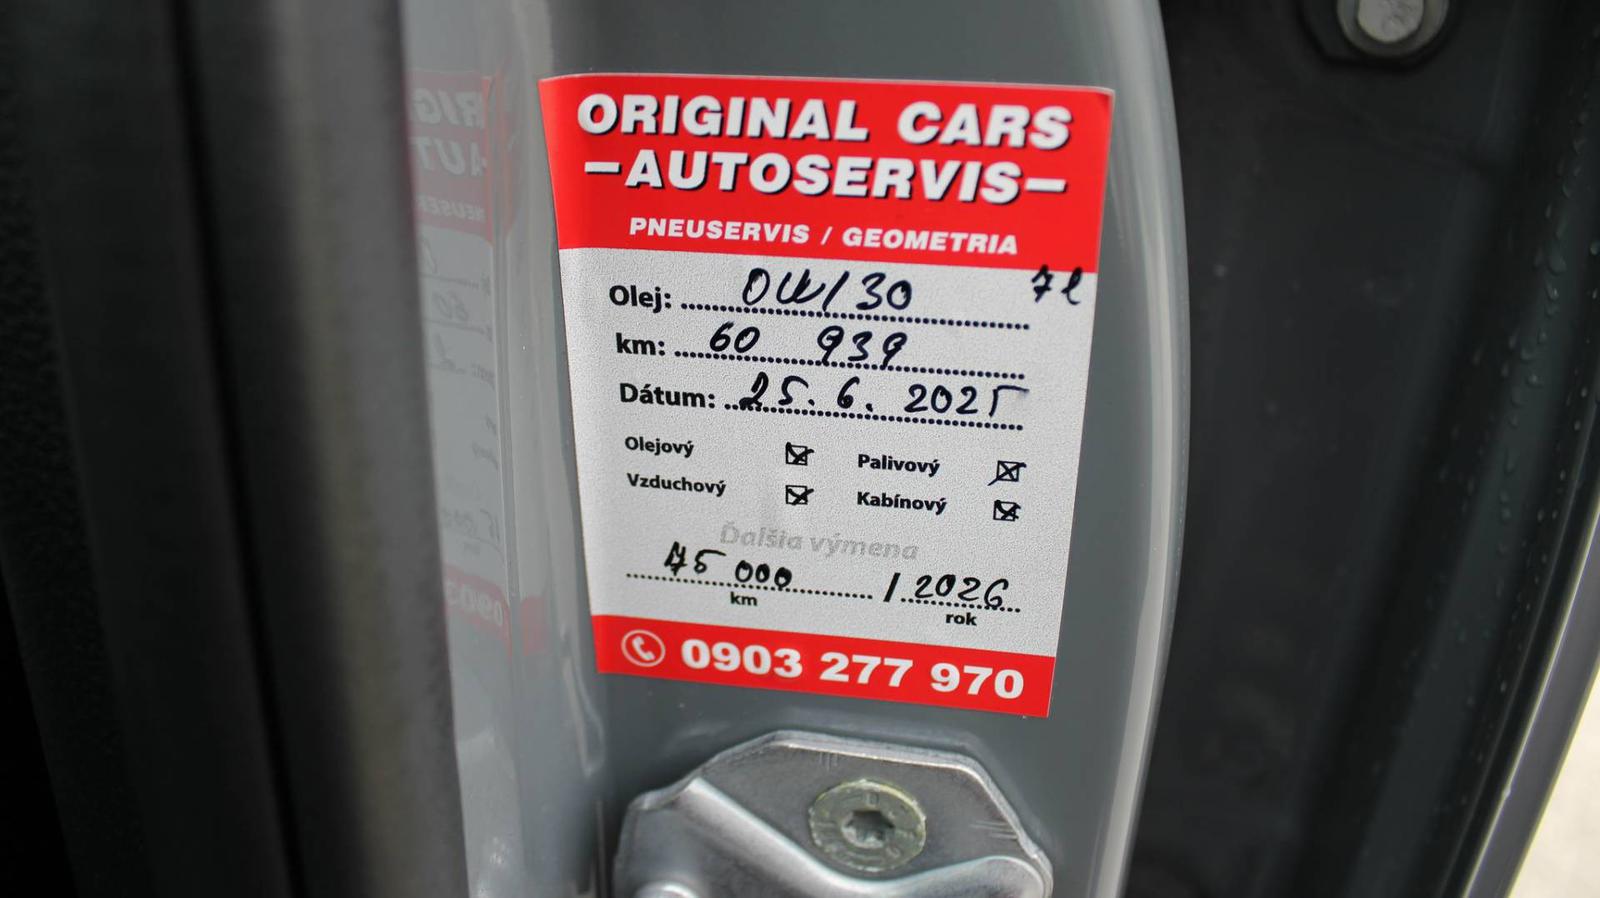 ORIGINAL CARS
-AUTOSERVIS-
PNEUSERVIS / GEOMETRIA
Olej: 0W/30 7l
km: 60 939
Dátum: 25.6.2025
Olejový ☒ Palivový ☒
Vzduchový ☒ Kabínový ☒
Ďalšia výmena
75 000 / 2026
km rok
0903 277 970